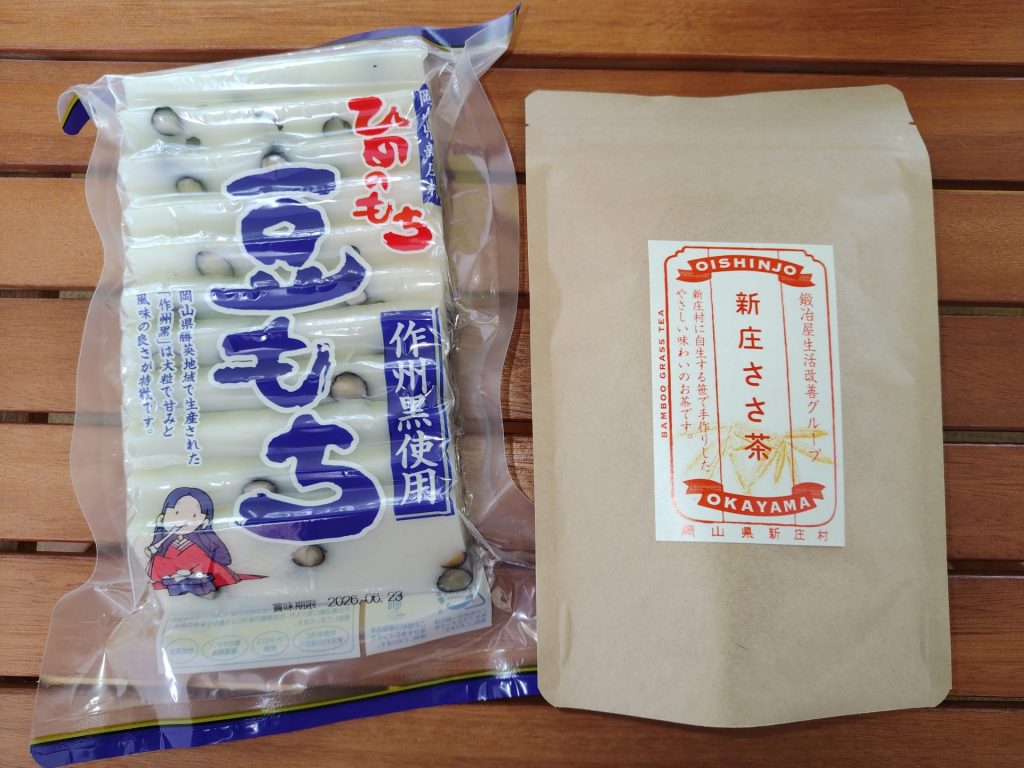 ひめのもち
豆もち
作州黒使用
岡山県勝英地域で生産された
「作州黒」は大粒で甘みと
風味の良さが特徴です。
賞味期限 2026.06.23
OISHINJO
鍛冶屋生活改善グループ
新庄ささ茶
新庄村に自生する笹で手作りした、
やさしい味わいのお茶です。
BAMBOO GRASS TEA
OKAYAMA
岡山県新庄村